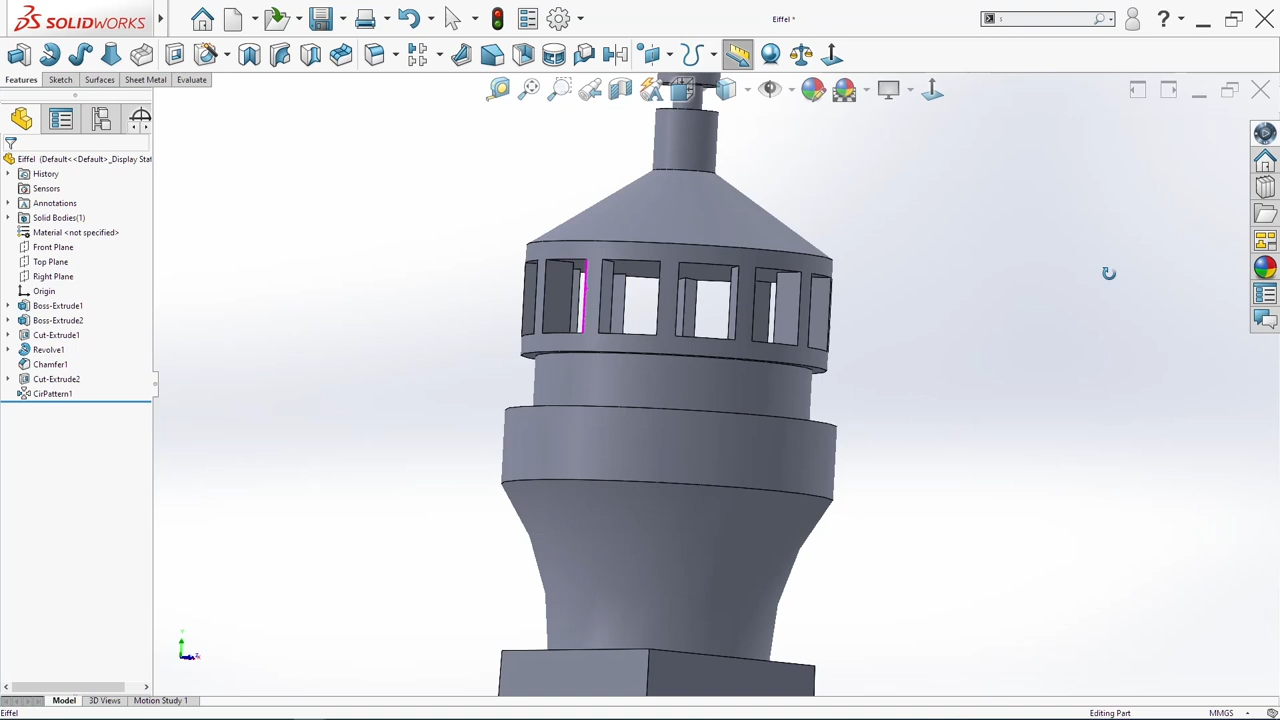 SOLIDWORKS
Eiffel *
s
?
Features
Sketch
Surfaces
Sheet Metal
Evaluate
Eiffel (Default<<Default>_Display Stat
History
Sensors
Annotations
Solid Bodies(1)
Material <not specified>
Front Plane
Top Plane
Right Plane
Origin
Boss-Extrude1
Boss-Extrude2
Cut-Extrude1
Revolve1
Chamfer1
Cut-Extrude2
CirPattern1
Model
3D Views
Motion Study 1
Eiffel
Editing Part
MMGS